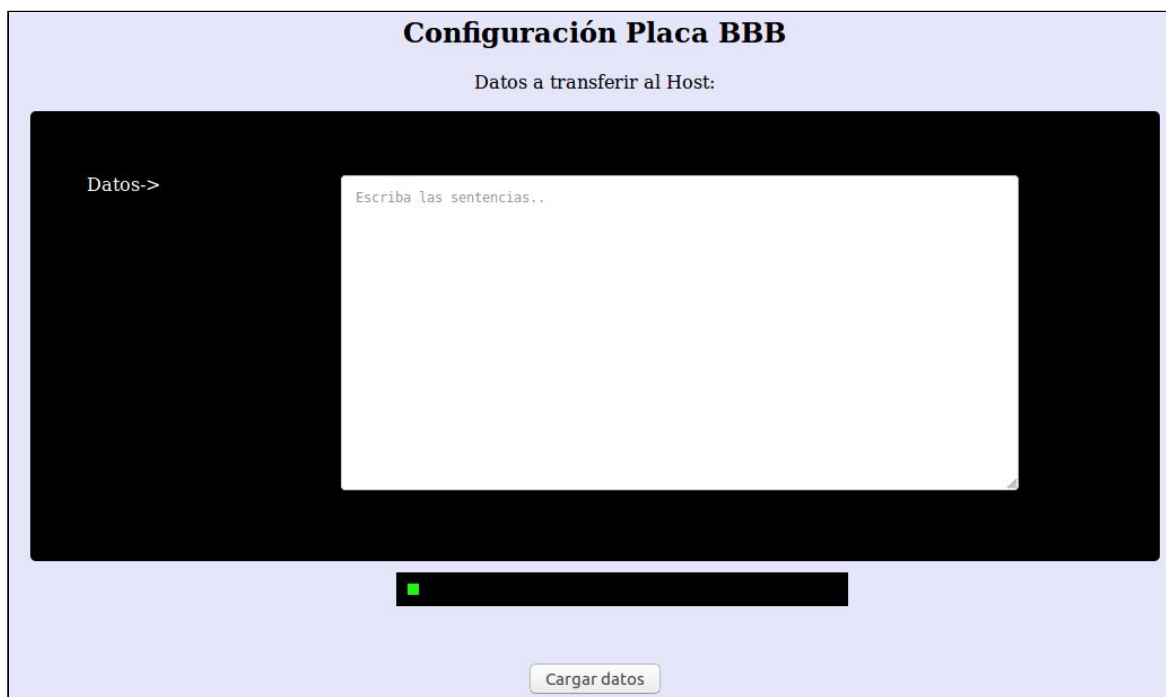 Configuración Placa BBB
Datos a transferir al Host:
Datos->
Escriba las sentencias..
Cargar datos